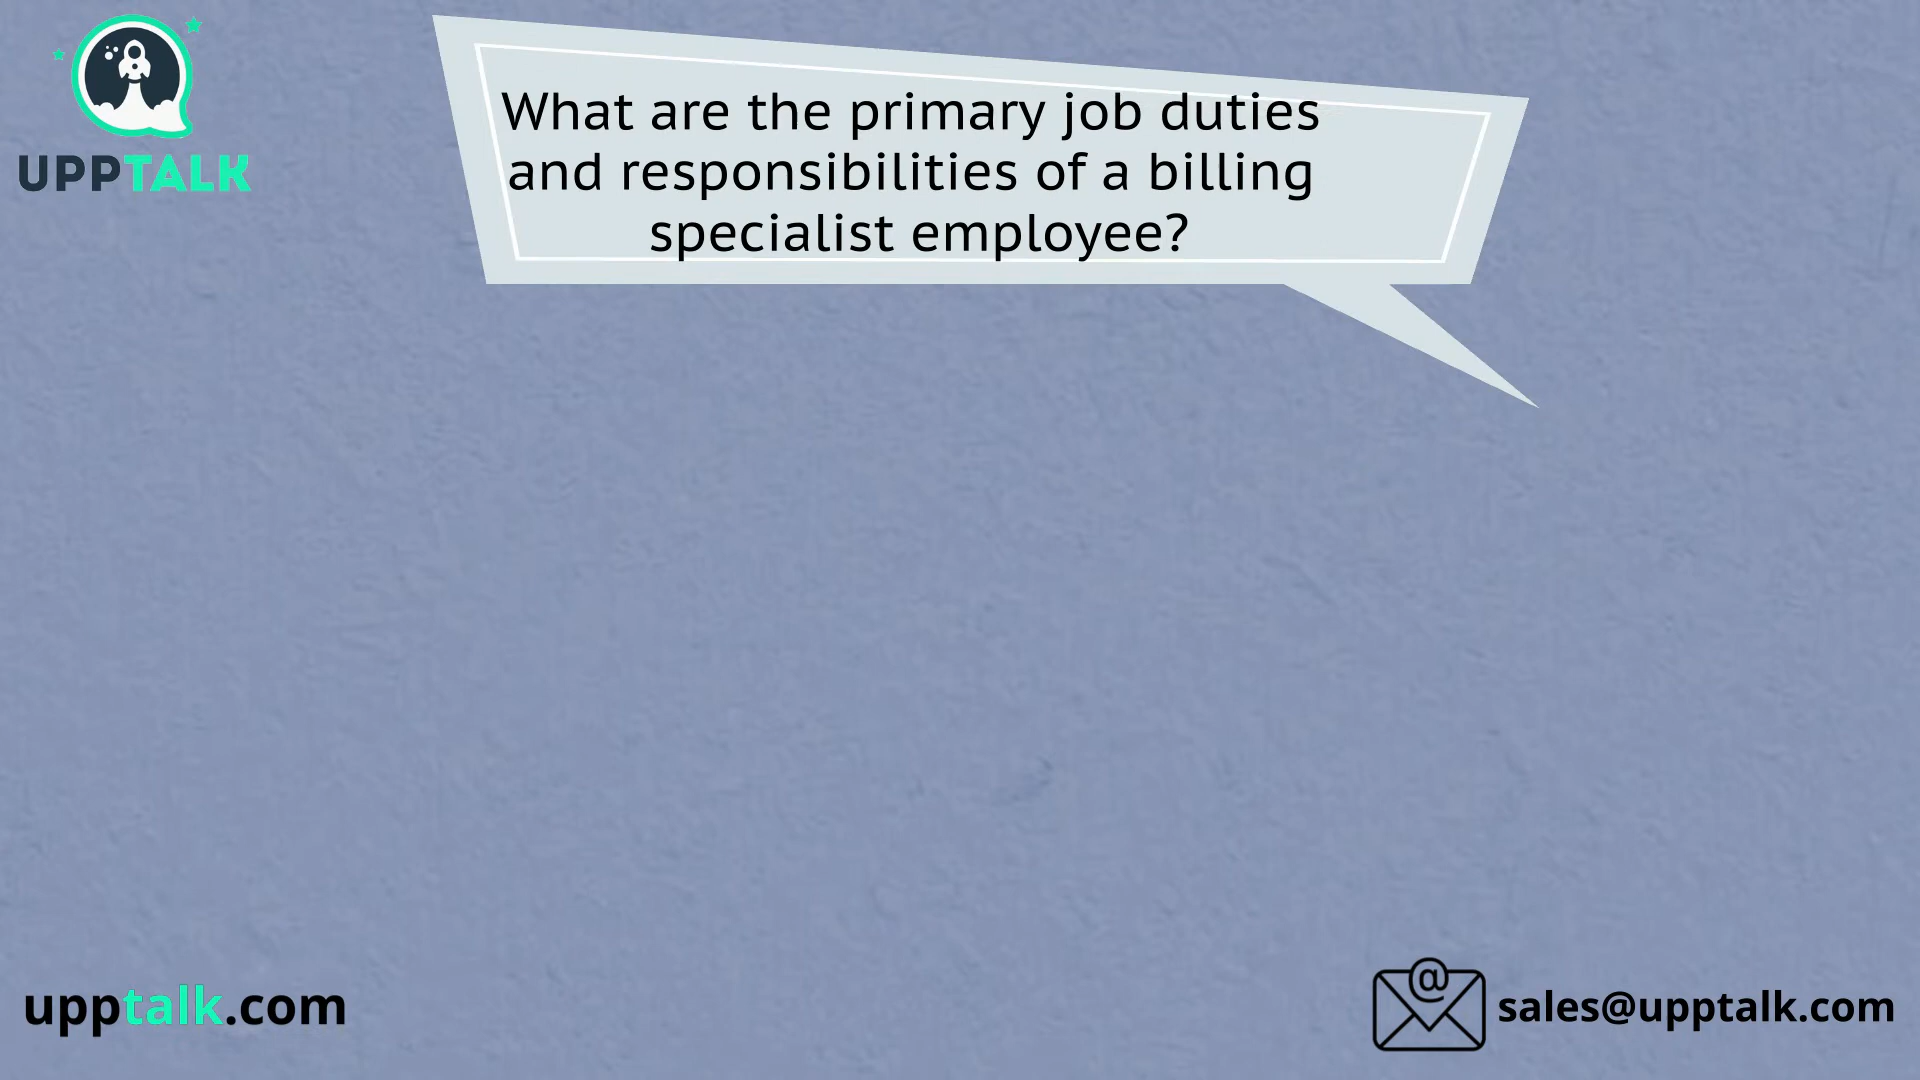 UPPTALK
What are the primary job duties
and responsibilities of a billing
specialist employee?
upptalk.com
@
sales@upptalk.com